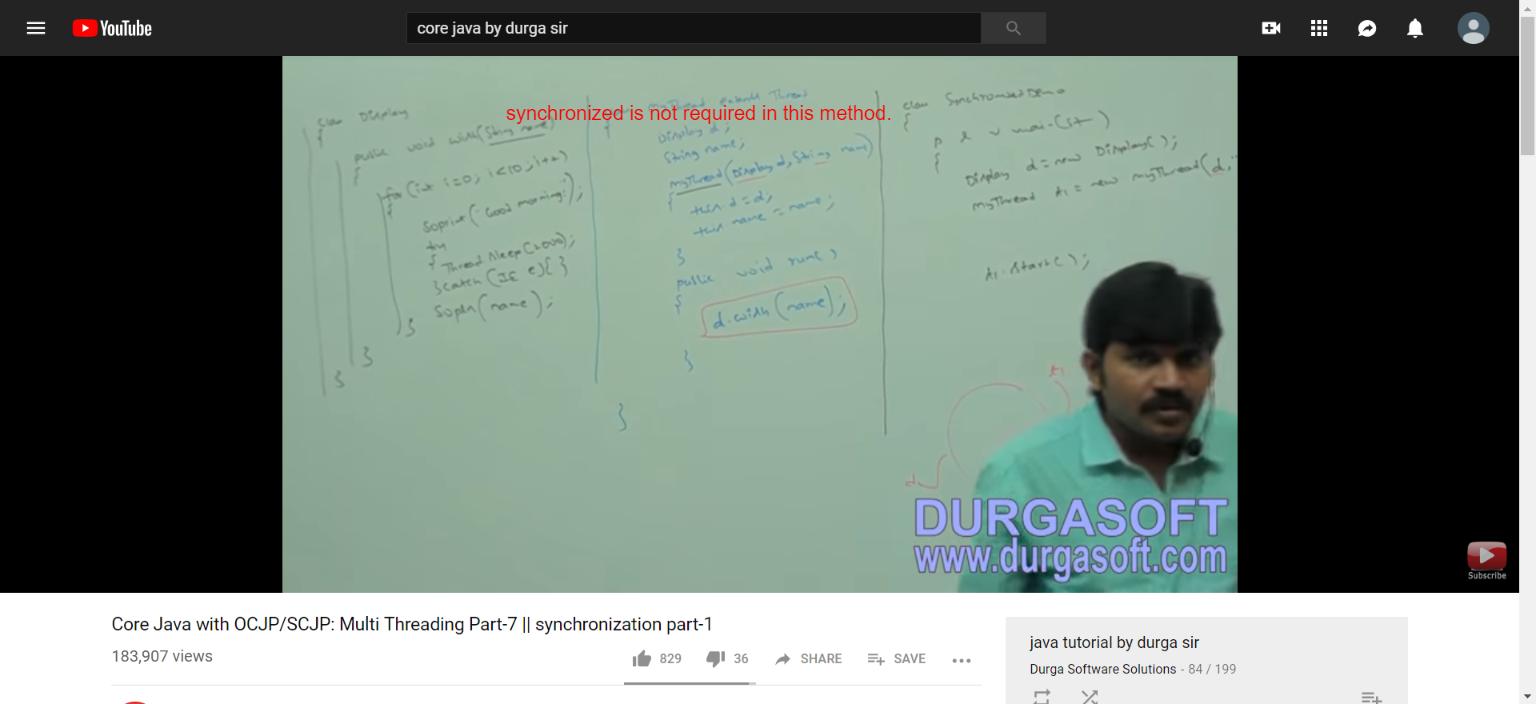 YouTube
core java by durga sir
synchronized is not required in this method.
class Display
{
public void wish(String name)
{
for(int i=0; i<10; i++)
{
Soprint("Good morning:");
try
{ Thread.sleep(2000);
}catch(IE e){ }
Sopln(name);
}
}
}
myThread extends Thread
{
Display d;
String name;
myThread(Display d, String name)
{
this.d=d;
this.name=name;
}
public void run()
{
d.wish(name);
}
}
class SynchronizedDemo
{
p s v main(
{
Display d=new Display();
myThread t1=new myThread(d,"
t1.start();
t1
d
DURGASOFT
www.durgasoft.com
Subscribe
Core Java with OCJP/SCJP: Multi Threading Part-7 || synchronization part-1
183,907 views
829
36
SHARE
SAVE
java tutorial by durga sir
Durga Software Solutions - 84 / 199